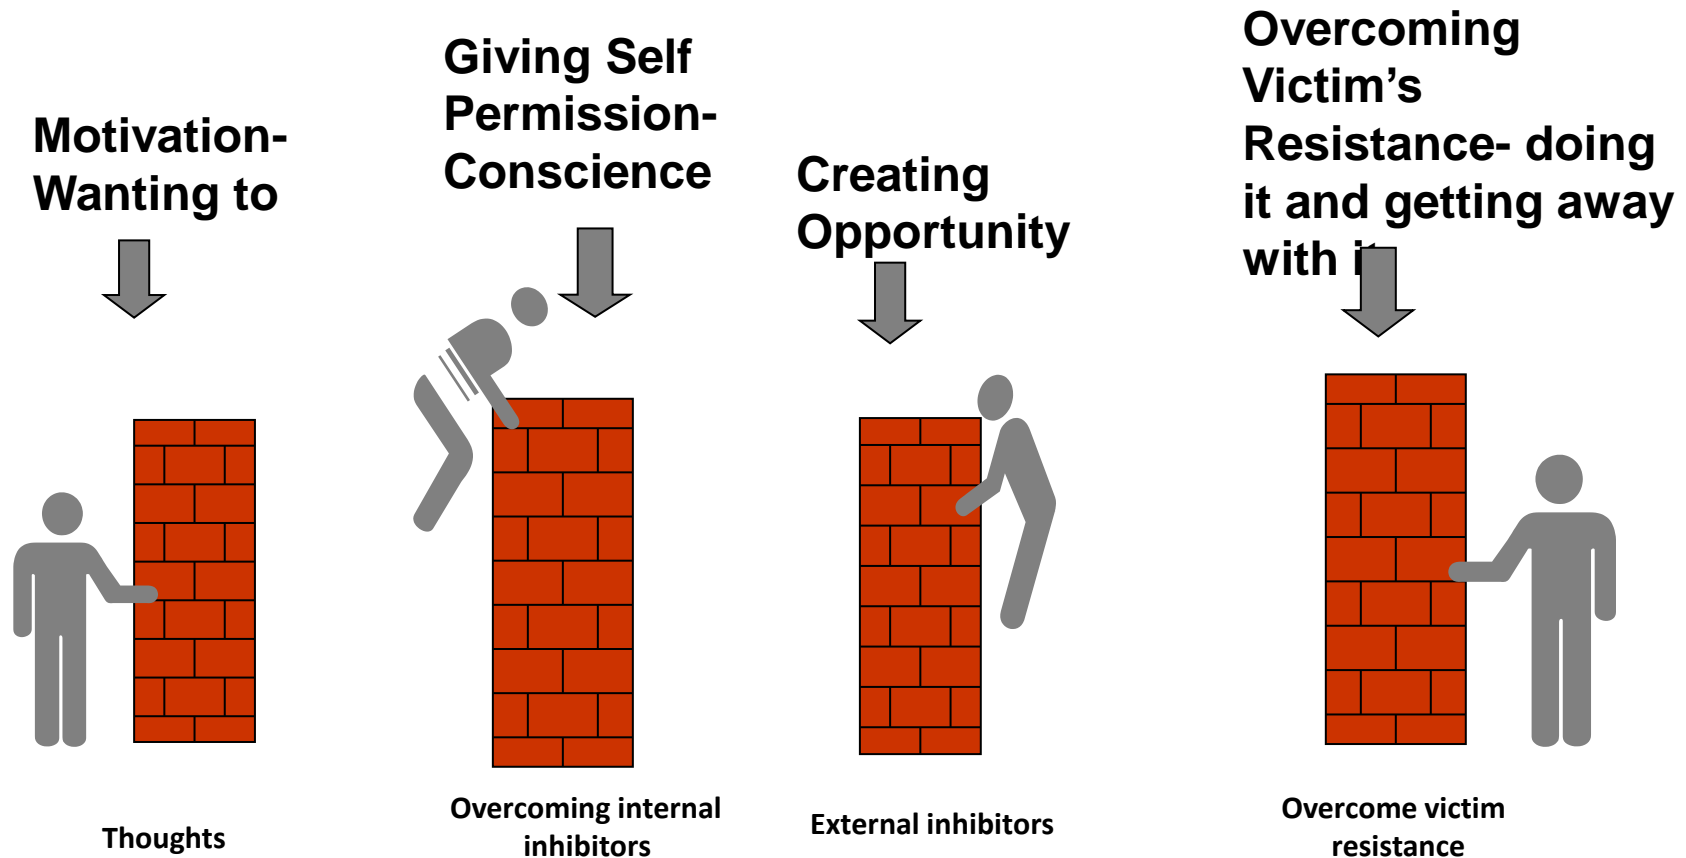 Motivation-
Wanting to
Giving Self
Permission-
Conscience
Creating
Opportunity
Overcoming
Victim's
Resistance- doing
it and getting away
with it
Thoughts
Overcoming internal
inhibitors
External inhibitors
Overcome victim
resistance